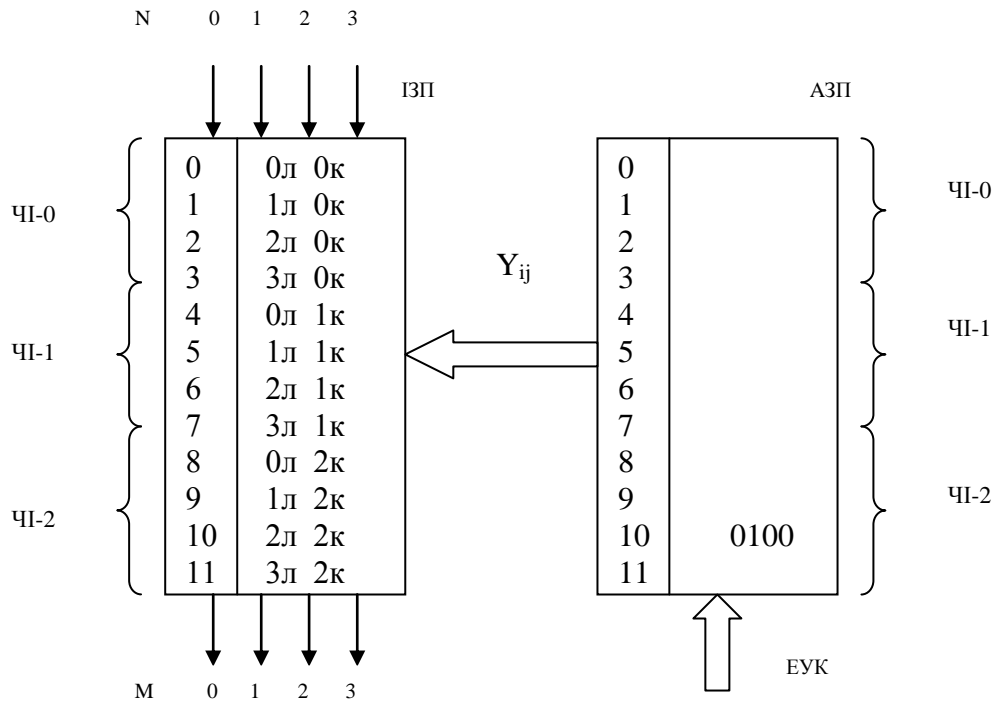 N 0 1 2 3
ІЗП
АЗП
ЧІ-0
ЧІ-1
ЧІ-2
0 0л 0к
1 1л 0к
2 2л 0к
3 3л 0к
4 0л 1к
5 1л 1к
6 2л 1к
7 3л 1к
8 0л 2к
9 1л 2к
10 2л 2к
11 3л 2к
Yij
0
1
2
3
4
5
6
7
8
9
10 0100
11
ЧІ-0
ЧІ-1
ЧІ-2
М 0 1 2 3
ЕУК